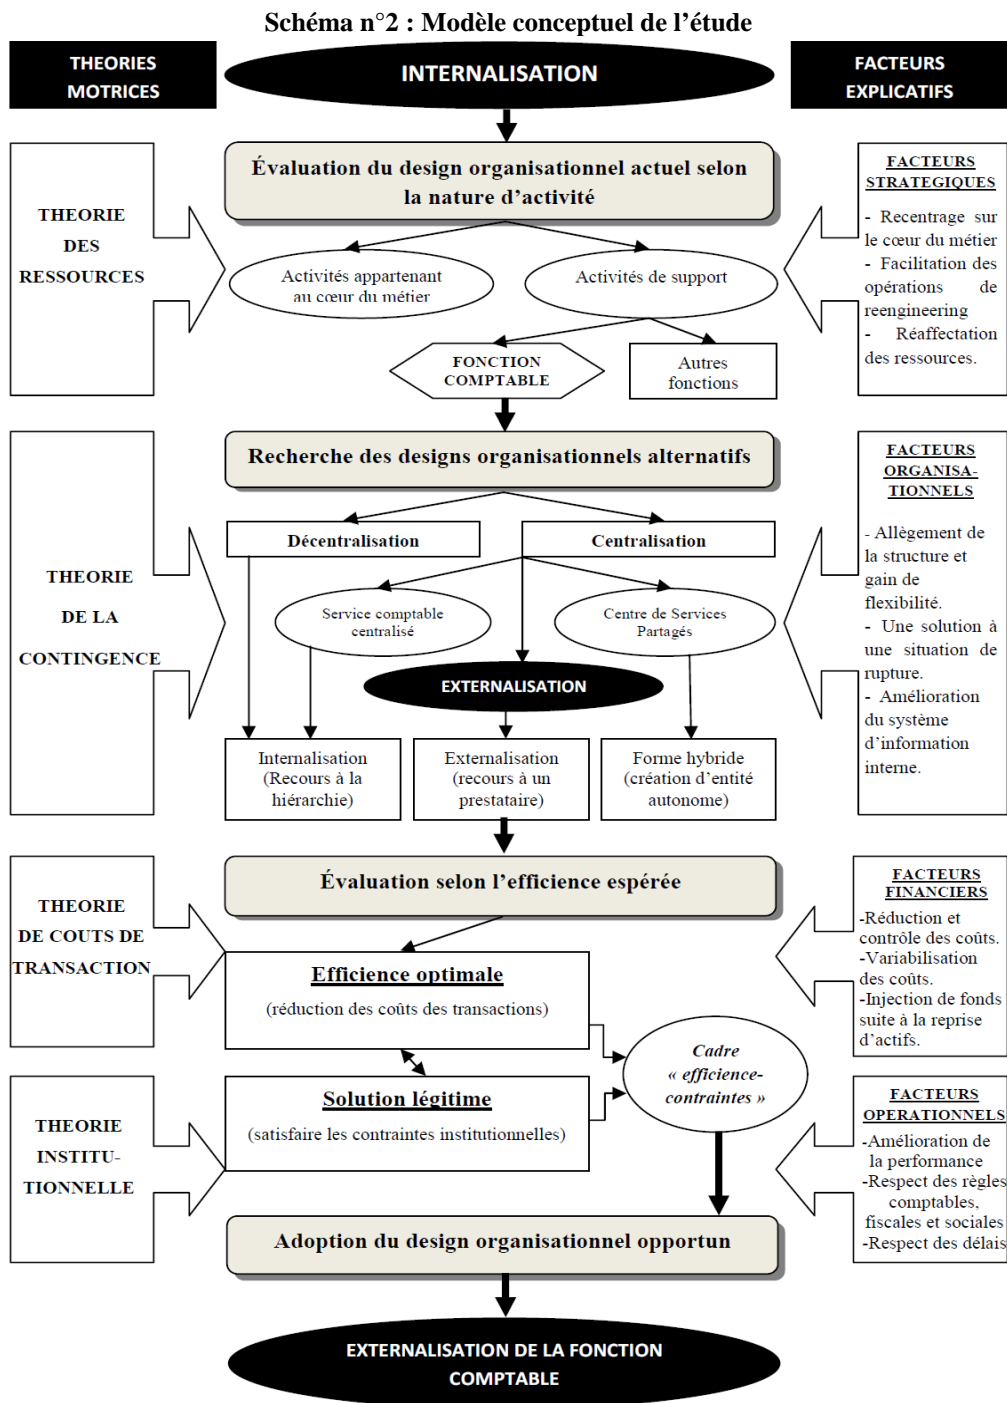 Schéma n°2 : Modèle conceptuel de l'étude
THEORIES
MOTRICES
INTERNALISATION
FACTEURS
EXPLICATIFS
THEORIE
DES
RESSOURCES
Évaluation du design organisationnel actuel selon
la nature d'activité
Activités appartenant
au cœur du métier
Activités de support
FONCTION
COMPTABLE
Autres
fonctions
FACTEURS
STRATEGIQUES
- Recentrage sur
le cœur du métier
- Facilitation des
opérations de
reengineering
- Réaffectation
des ressources.
THEORIE
DE LA
CONTINGENCE
Recherche des designs organisationnels alternatifs
Décentralisation
Centralisation
Service comptable
centralisé
Centre de Services
Partagés
EXTERNALISATION
Internalisation
(Recours à la
hiérarchie)
Externalisation
(recours à un
prestataire)
Forme hybride
(création d'entité
autonome)
FACTEURS
ORGANISA-
TIONNELS
- Allègement de
la structure et
gain de
flexibilité.
- Une solution à
une situation de
rupture.
- Amélioration
du système
d'information
interne.
THEORIE
DE COUTS DE
TRANSACTION
Évaluation selon l'efficience espérée
Efficience optimale
(réduction des coûts des transactions)
FACTEURS
FINANCIERS
-Réduction et
contrôle des coûts.
-Variabilisation
des coûts.
-Injection de fonds
suite à la reprise
d'actifs.
Cadre
« efficience-
contraintes »
THEORIE
INSTITU-
TIONNELLE
Solution légitime
(satisfaire les contraintes institutionnelles)
FACTEURS
OPERATIONNELS
-Amélioration de
la performance
-Respect des règles
comptables,
fiscales et sociales
-Respect des délais
Adoption du design organisationnel opportun
EXTERNALISATION DE LA FONCTION
COMPTABLE